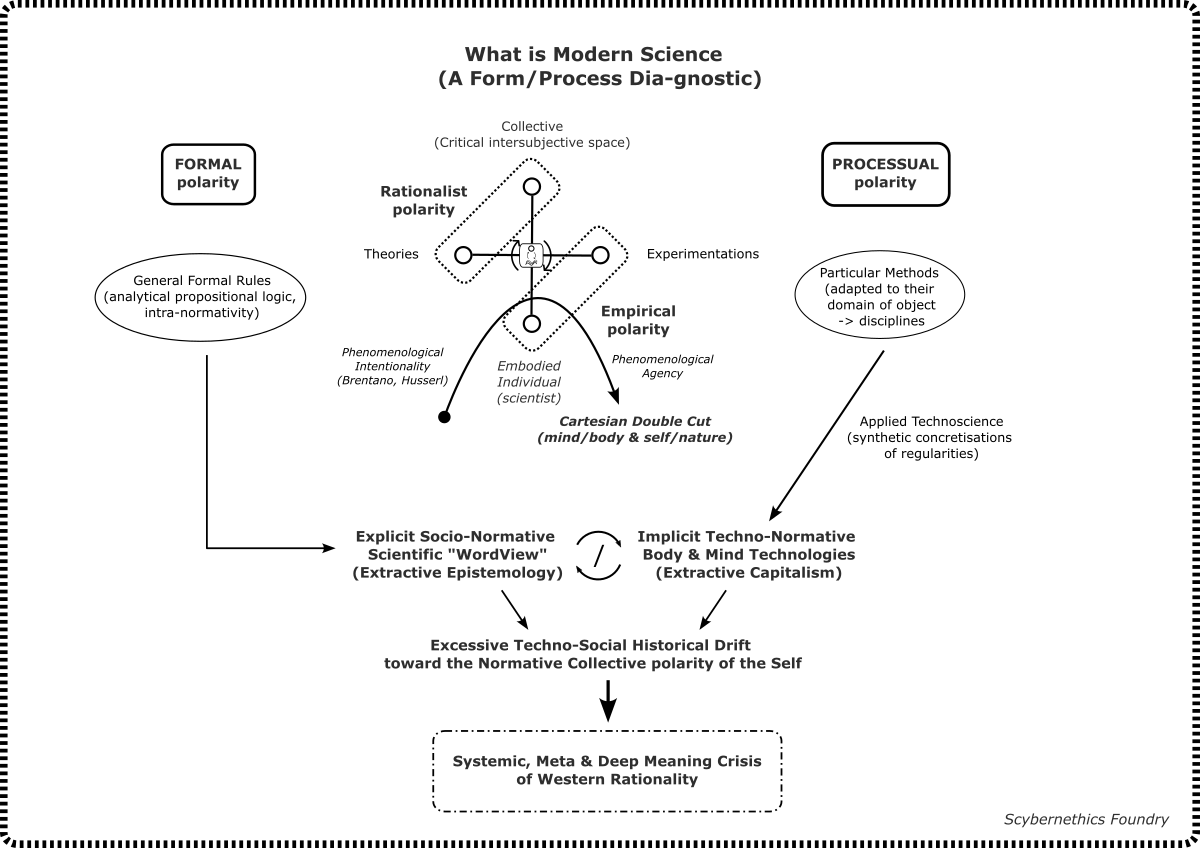 What is Modern Science
(A Form/Process Dia-gnostic)
Collective
(Critical intersubjective space)
FORMAL
polarity
PROCESSUAL
polarity
Rationalist
polarity
Theories
Experimentations
General Formal Rules
(analytical propositional logic,
intra-normativity)
Particular Methods
(adapted to their
domain of object
-> disciplines
Empirical
polarity
Phenomenological
Intentionality
(Brentano, Husserl)
Embodied
Individual
(scientist)
Phenomenological
Agency
Cartesian Double Cut
(mind/body & self/nature)
Applied Technoscience
(synthetic concretisations
of regularities)
Explicit Socio-Normative
Scientific "WordView"
(Extractive Epistemology)
/
Implicit Techno-Normative
Body & Mind Technologies
(Extractive Capitalism)
Excessive Techno-Social Historical Drift
toward the Normative Collective polarity of the Self
Systemic, Meta & Deep Meaning Crisis
of Western Rationality
Scybernethics Foundry